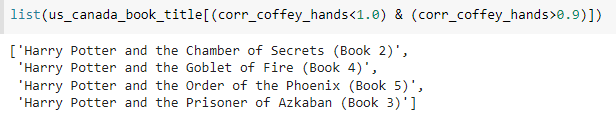 list(us_canada_book_title[(corr_coffey_hands<1.0) & (corr_coffey_hands>0.9)])
['Harry Potter and the Chamber of Secrets (Book 2)',
'Harry Potter and the Goblet of Fire (Book 4)',
'Harry Potter and the Order of the Phoenix (Book 5)',
'Harry Potter and the Prisoner of Azkaban (Book 3)']